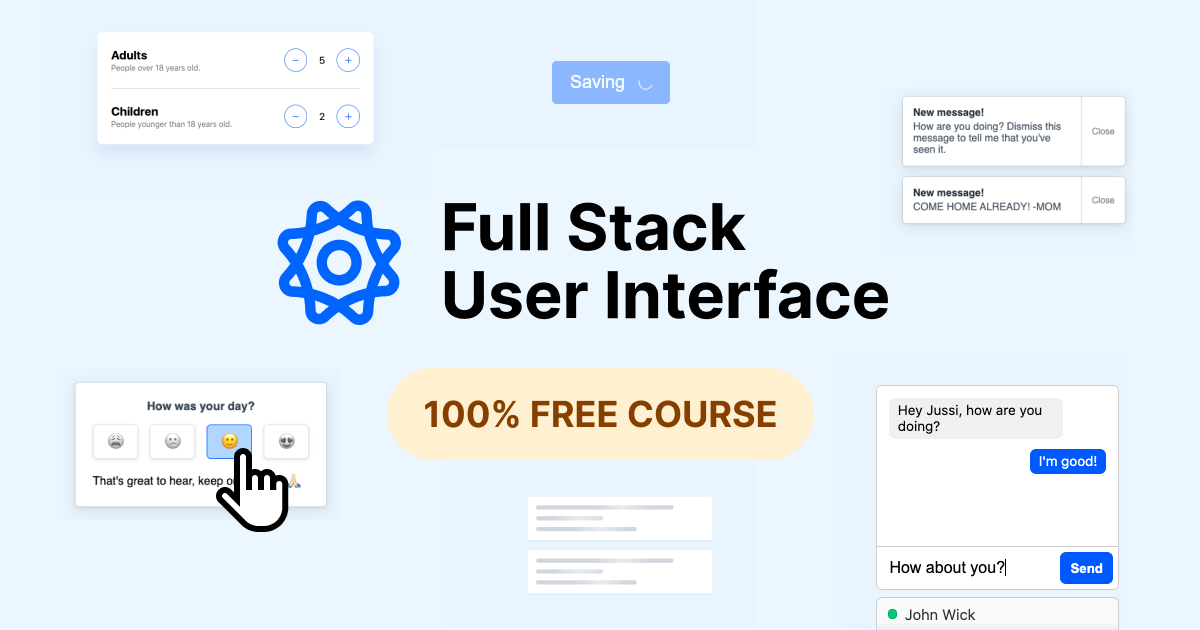 Adults
People over 18 years old.
− 5 +
Children
People younger than 18 years old.
− 2 +
Saving
New message!
How are you doing? Dismiss this
message to tell me that you've
seen it.
Close
New message!
COME HOME ALREADY! -MOM
Close
Full Stack
User Interface
100% FREE COURSE
How was your day?
That's great to hear, keep
Hey Jussi, how are you
doing?
I'm good!
How about you?
Send
John Wick